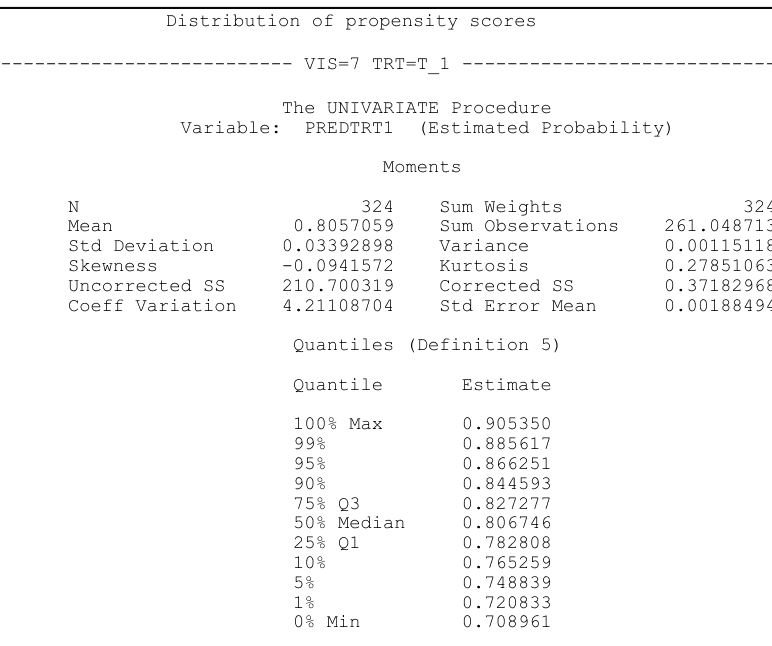 Distribution of propensity scores
-------------------------- VIS=7 TRT=T_1 ----------------------------
The UNIVARIATE Procedure
Variable: PREDTRT1 (Estimated Probability)
Moments
N 324 Sum Weights 324
Mean 0.8057059 Sum Observations 261.048713
Std Deviation 0.03392898 Variance 0.00115118
Skewness -0.0941572 Kurtosis 0.27851063
Uncorrected SS 210.700319 Corrected SS 0.37182968
Coeff Variation 4.21108704 Std Error Mean 0.00188494
Quantiles (Definition 5)
Quantile Estimate
100% Max 0.905350
99% 0.885617
95% 0.866251
90% 0.844593
75% Q3 0.827277
50% Median 0.806746
25% Q1 0.782808
10% 0.765259
5% 0.748839
1% 0.720833
0% Min 0.708961